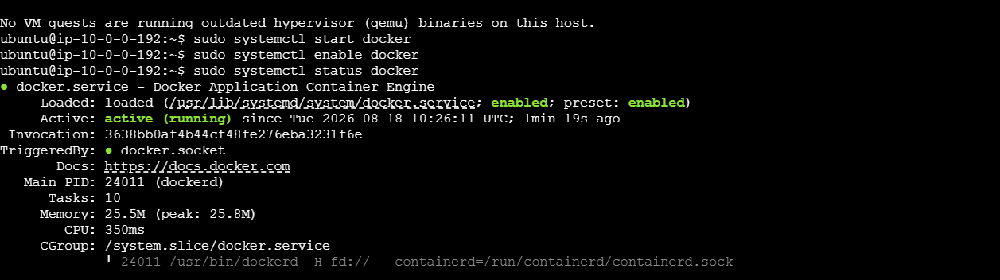 No VM guests are running outdated hypervisor (qemu) binaries on this host.
ubuntu@ip-10-0-0-192:~$ sudo systemctl start docker
ubuntu@ip-10-0-0-192:~$ sudo systemctl enable docker
ubuntu@ip-10-0-0-192:~$ sudo systemctl status docker
● docker.service - Docker Application Container Engine
     Loaded: loaded (/usr/lib/systemd/system/docker.service; enabled; preset: enabled)
     Active: active (running) since Tue 2026-08-18 10:26:11 UTC; 1min 19s ago
 Invocation: 3638bb0af4b44cf48fe276eba3231f6e
TriggeredBy: ● docker.socket
       Docs: https://docs.docker.com
   Main PID: 24011 (dockerd)
      Tasks: 10
     Memory: 25.5M (peak: 25.8M)
        CPU: 350ms
     CGroup: /system.slice/docker.service
             └─24011 /usr/bin/dockerd -H fd:// --containerd=/run/containerd/containerd.sock